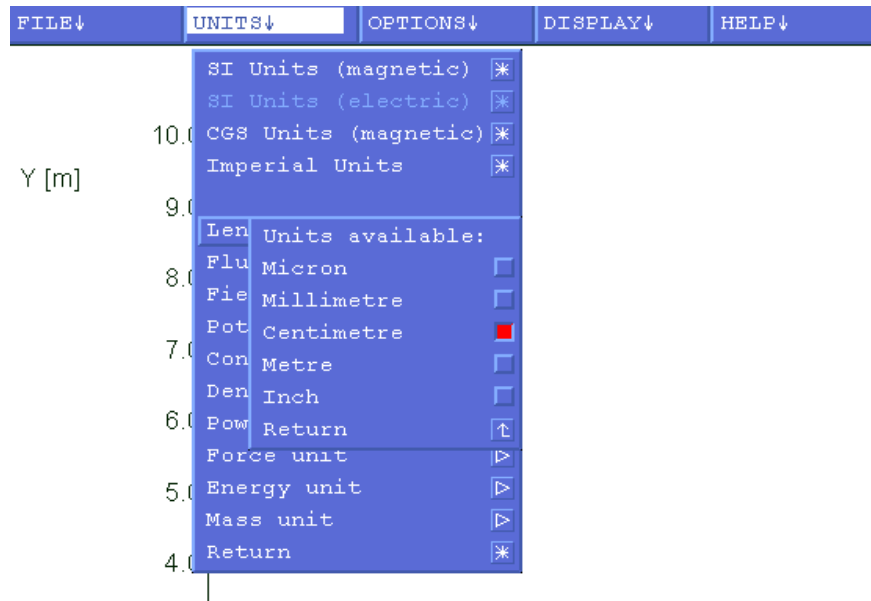 FILE↓ UNITS↓ OPTIONS↓ DISPLAY↓ HELP↓
SI Units (magnetic)
SI Units (electric)
10.0 CGS Units (magnetic)
Imperial Units
Y [m]
9.0
Len
Units available:
Flu
Micron
8.0
Fie
Millimetre
Pot
Centimetre
7.0
Con
Metre
Den
Inch
6.0
Pow
Return
Force unit
5.0 Energy unit
Mass unit
Return
4.0